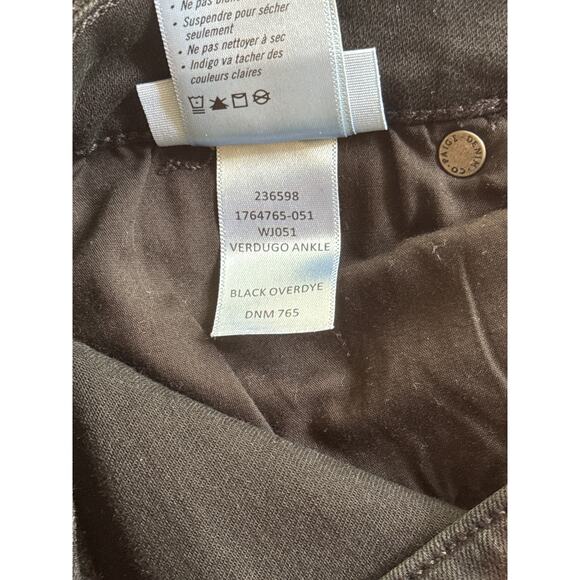 • Ne pas
• Suspendre pour sécher
seulement
• Ne pas nettoyer à sec
• Indigo va tacher des
couleurs claires
236598
1764765-051
WJ051
VERDUGO ANKLE
BLACK OVERDYE
DNM 765
PAIGE DENIM CO